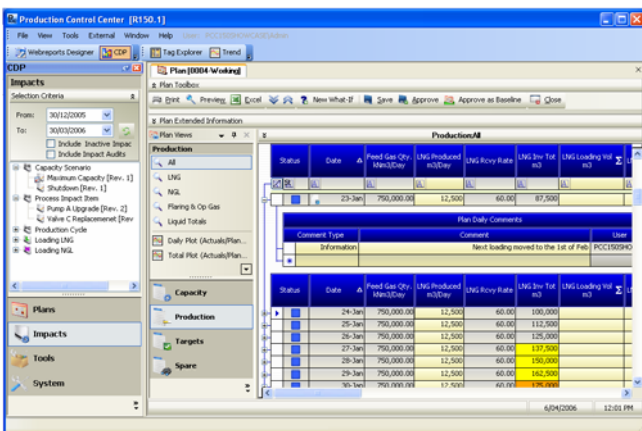 Production Control Center [R150.1]
File View Tools External Window Help
Webreports Designer CDP Tag Explorer Trend
CDP
Impacts
Selection Criteria
From: 30/12/2005
To: 30/03/2006
Include Inactive Impac
Include Impact Audits
Capacity Scenario
Maximum Capacity [Rev. 1]
Shutdown [Rev. 1]
Process Impact Item
Pump A Upgrade [Rev. 2]
Valve C Replacemenet [Rev
Production Cycle
Loading LNG
Loading NGL
Plans
Impacts
Tools
System
Plan [0004-Working]
Plan Toolbox
Print Preview Excel New What-If Save Approve Approve as Baseline Close
Plan Extended Information
Plan Views
Production
All
LNG
NGL
Flaring & Op Gas
Liquid Totals
Daily Plot (Actuals/Plan...
Total Plot (Actuals/Plan...
Capacity
Production
Targets
Spare
Production:All
Status Date Feed Gas Qty. kNm3/Day LNG Produced m3/Day LNG Rcvy Rate LNG Inv Tot m3 LNG Loading Vol m3
23-Jan 750,000.00 12,500 60.00 87,500
Plan Daily Comments
Comment Type Comment User
Information Next loading moved to the 1st of Feb
Status Date Feed Gas Qty. kNm3/Day LNG Produced m3/Day LNG Rcvy Rate LNG Inv Tot m3 LNG Loading Vol m3
24-Jan 750,000.00 12,500 60.00 100,000
25-Jan 750,000.00 12,500 60.00 112,500
26-Jan 750,000.00 12,500 60.00 125,000
27-Jan 750,000.00 12,500 60.00 137,500
28-Jan 750,000.00 12,500 60.00 150,000
29-Jan 750,000.00 12,500 60.00 162,500
30-Jan 750,000.00 12,500 60.00 175,000
6/04/2006 12:01 PM